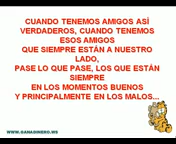 CUANDO TENEMOS AMIGOS ASÍ
VERDADEROS, CUANDO TENEMOS
ESOS AMIGOS
QUE SIEMPRE ESTÁN A NUESTRO
LADO,
PASE LO QUE PASE, LOS QUE ESTÁN
SIEMPRE
EN LOS MOMENTOS BUENOS
Y PRINCIPALMENTE EN LOS MALOS...
WWW.GANARINERO.WS